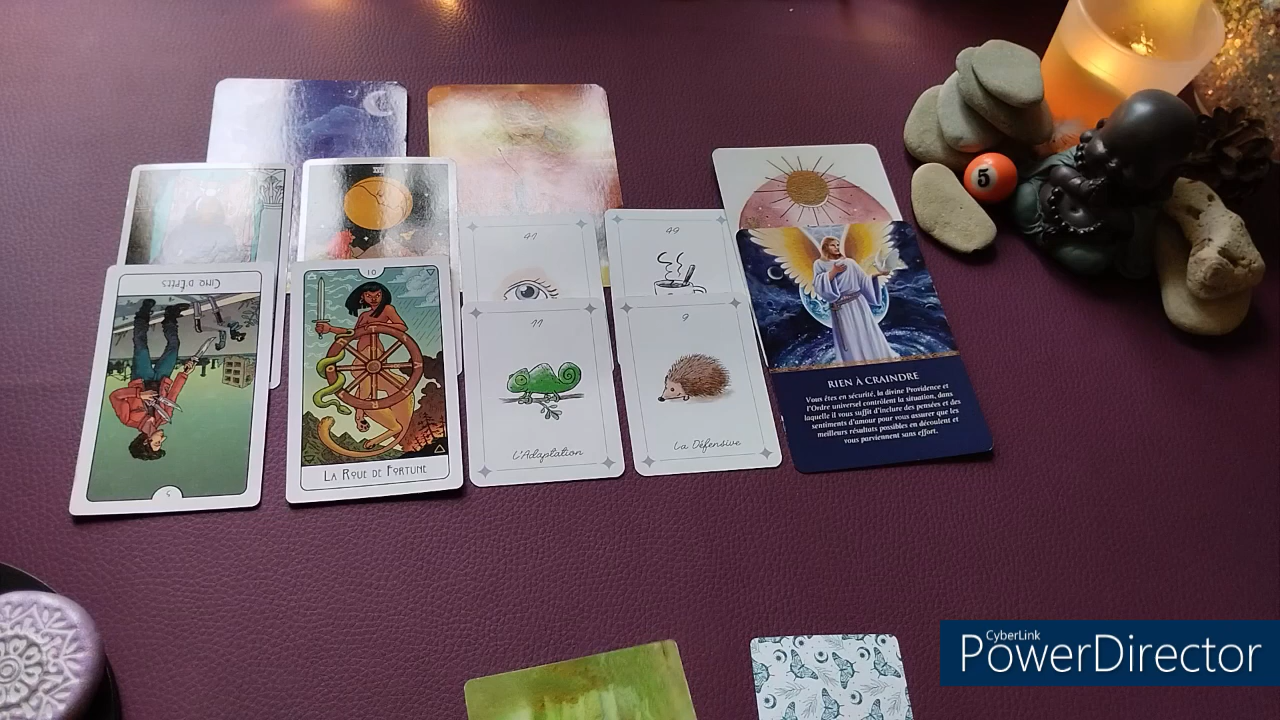 CINQ D'ÉPÉES
5
10
LA ROUE DE FORTUNE
41
49
11
L'Adaptation
9
La Défensive
RIEN À CRAINDRE
Vous êtes en sécurité, la divine Providence et
l'Ordre universel contrôlent la situation, dans
laquelle il vous suffit d'inclure des pensées et des
sentiments d'amour pour vous assurer que les
meilleurs résultats possibles en découlent et
vous parviennent sans effort.
5
CyberLink
PowerDirector